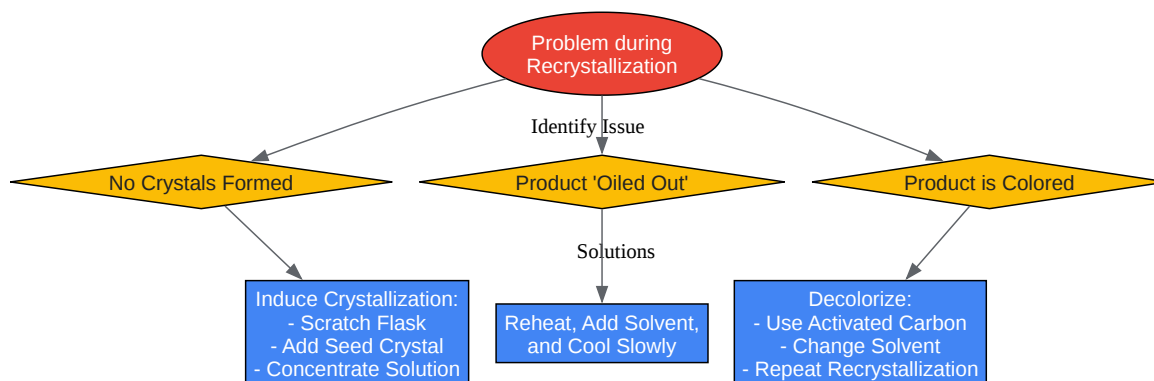 Problem during
Recrystallization
Identify Issue
No Crystals Formed
Product 'Oiled Out'
Product is Colored
Solutions
Induce Crystallization:
- Scratch Flask
- Add Seed Crystal
- Concentrate Solution
Reheat, Add Solvent,
and Cool Slowly
Decolorize:
- Use Activated Carbon
- Change Solvent
- Repeat Recrystallization